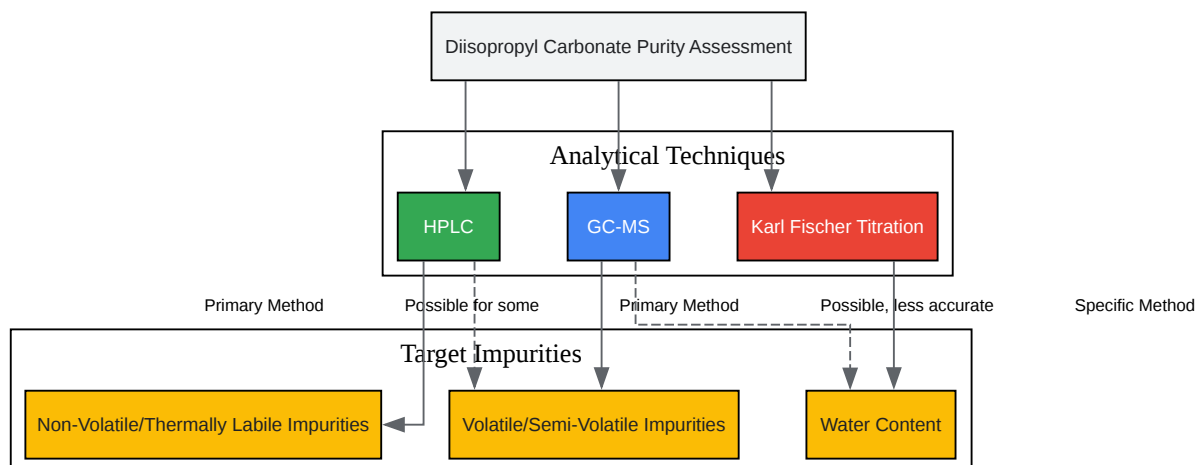 Diisopropyl Carbonate Purity Assessment
Analytical Techniques
HPLC
GC-MS
Karl Fischer Titration
Primary Method
Possible for some
Primary Method
Possible, less accurate
Specific Method
Target Impurities
Non-Volatile/Thermally Labile Impurities
Volatile/Semi-Volatile Impurities
Water Content